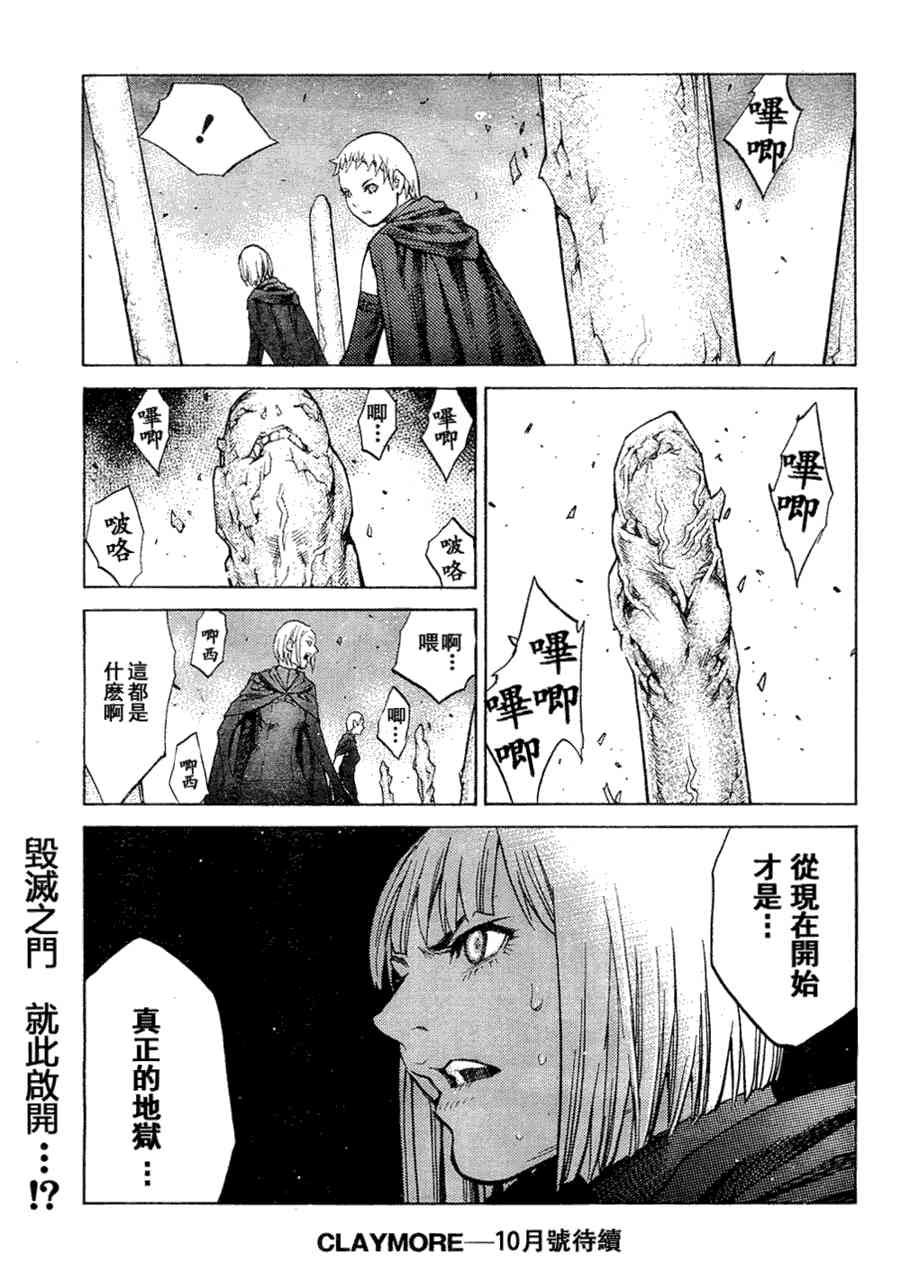 嗶
唧
!
嗶
唧
嗶唧
嗶唧
嗶
唧
唧…
嗶
唧
啵
咯
啵
咯
啊…
喂
唧
西
這都是
什麽啊
唧…
唧
西
從現在開始
才是…
真正的地獄…
毀滅之門 就此啟開…!?
CLAYMORE—10月號待續